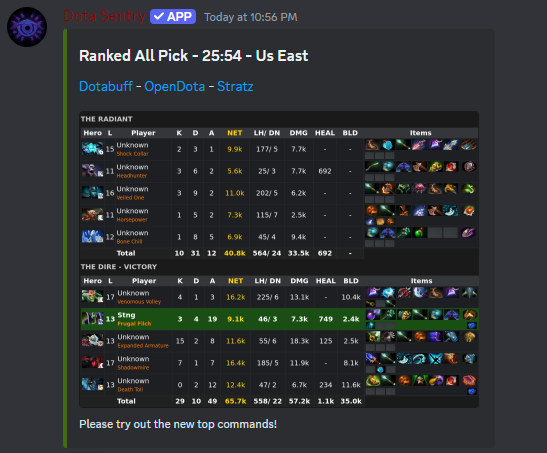 Dota Sentry ✓ APP Today at 10:56 PM
Ranked All Pick - 25:54 - Us East
Dotabuff - OpenDota - Stratz
THE RADIANT
Hero L Player K D A NET LH/ DN DMG HEAL BLD Items
15 Unknown 2 3 1 9.9k 177/ 5 7.7k - -
Shock Collar
11 Unknown 3 6 2 5.6k 25/ 3 7.7k 692 -
Headhunter
16 Unknown 3 9 2 11.0k 202/ 5 6.2k - -
Veiled One
11 Unknown 1 5 2 7.3k 115/ 7 2.5k - -
Horsepower
12 Unknown 1 8 5 6.9k 45/ 4 9.4k - -
Bone Chill
Total 10 31 12 40.8k 564/ 24 33.5k 692 -
THE DIRE - VICTORY
Hero L Player K D A NET LH/ DN DMG HEAL BLD Items
17 Unknown 4 1 3 16.2k 225/ 6 13.1k - 10.4k
Venomous Volley
13 Stng 3 4 19 9.1k 46/ 3 7.3k 749 2.4k
Frugal Filch
13 Unknown 15 2 8 11.6k 55/ 6 18.3k 125 2.5k
Expanded Armature
17 Unknown 7 1 7 16.4k 185/ 5 11.9k - 8.1k
Shadowmire
13 Unknown 0 2 12 12.4k 47/ 2 6.7k 234 11.6k
Death Toll
Total 29 10 49 65.7k 558/ 22 57.2k 1.1k 35.0k
Please try out the new top commands!